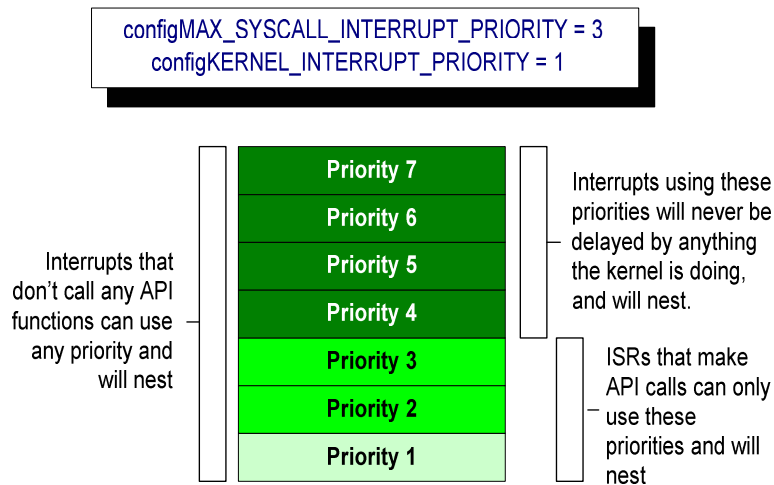 configMAX_SYSCALL_INTERRUPT_PRIORITY = 3
configKERNEL_INTERRUPT_PRIORITY = 1
Interrupts that
don't call any API
functions can use
any priority and
will nest
Priority 7
Priority 6
Priority 5
Priority 4
Priority 3
Priority 2
Priority 1
Interrupts using these
priorities will never be
delayed by anything
the kernel is doing,
and will nest.
ISRs that make
API calls can only
use these
priorities and will
nest